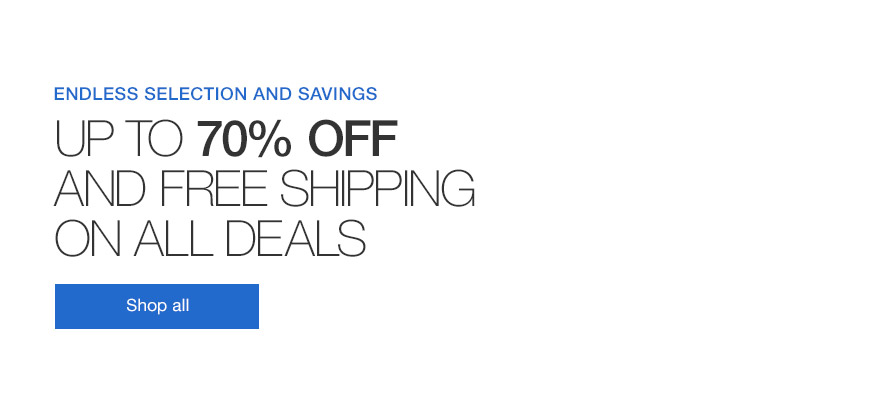 ENDLESS SELECTION AND SAVINGS
UP TO 70% OFF
AND FREE SHIPPING
ON ALL DEALS
Shop all